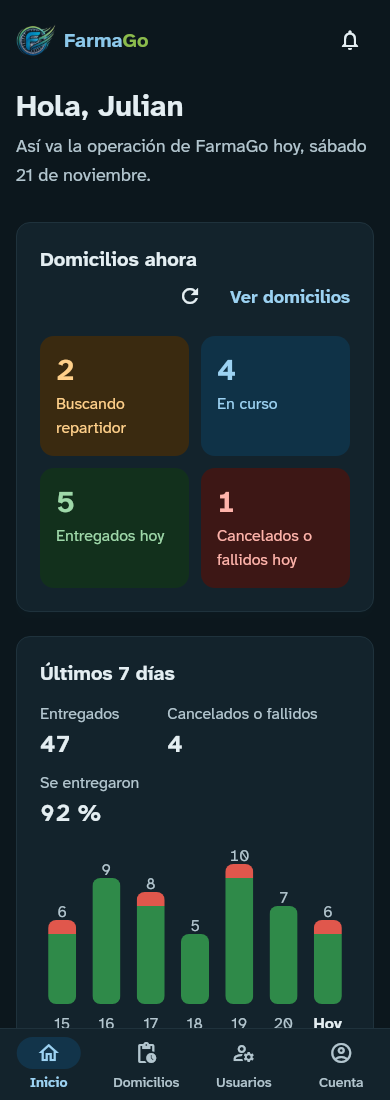 FarmaGo
Hola, Julian
Así va la operación de FarmaGo hoy, sábado
21 de noviembre.
Domicilios ahora
Ver domicilios
2
Buscando
repartidor
4
En curso
5
Entregados hoy
1
Cancelados o
fallidos hoy
Últimos 7 días
Entregados
47
Cancelados o fallidos
4
Se entregaron
92 %
6
9
8
5
10
7
6
15
16
17
18
19
20
Hoy
Inicio
Domicilios
Usuarios
Cuenta